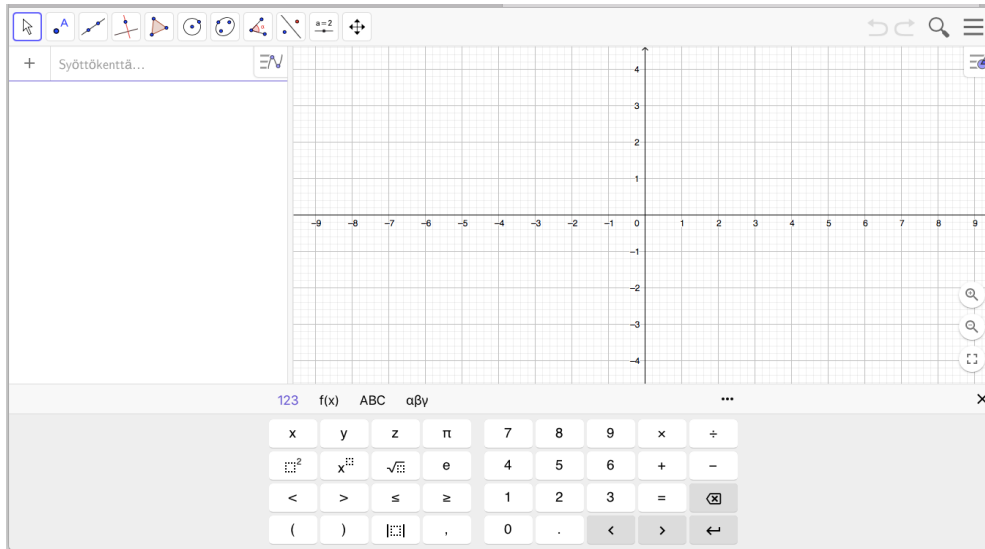 A
a = 2
+ Syöttökenttä...
4
3
2
1
−9 −8 −7 −6 −5 −4 −3 −2 −1 0 1 2 3 4 5 6 7 8 9
−1
−2
−3
−4
123 f(x) ABC αβγ ...
x y z π 7 8 9 × ÷
2 x √ e 4 5 6 + −
< > ≤ ≥ 1 2 3 =
( ) | | , 0 . < >